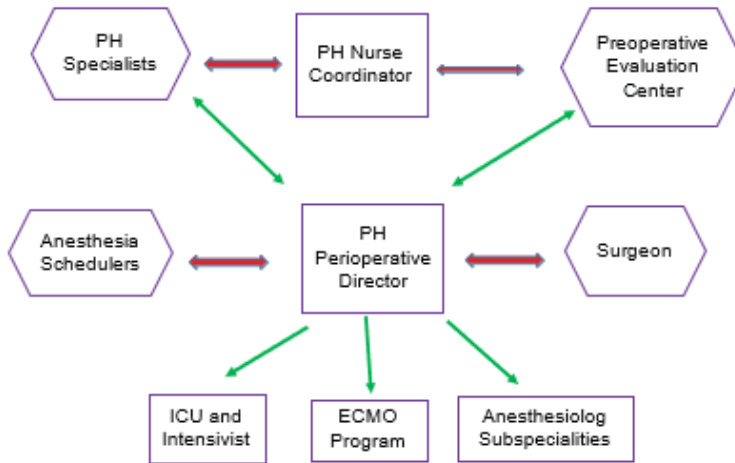 PH
Specialists
PH Nurse
Coordinator
Preoperative
Evaluation
Center
Anesthesia
Schedulers
PH
Perioperative
Director
Surgeon
ICU and
Intensivist
ECMO
Program
Anesthesiolog
Subspecialities